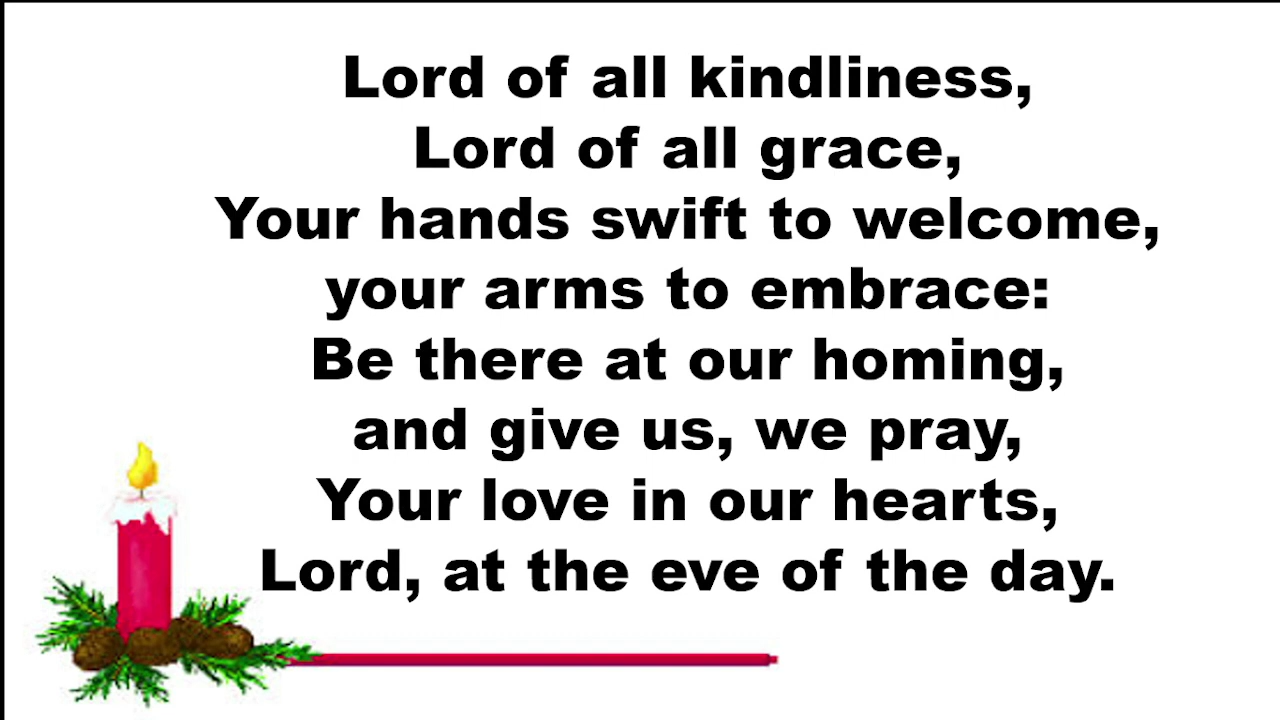 Lord of all kindliness,
Lord of all grace,
Your hands swift to welcome,
your arms to embrace:
Be there at our homing,
and give us, we pray,
Your love in our hearts,
Lord, at the eve of the day.